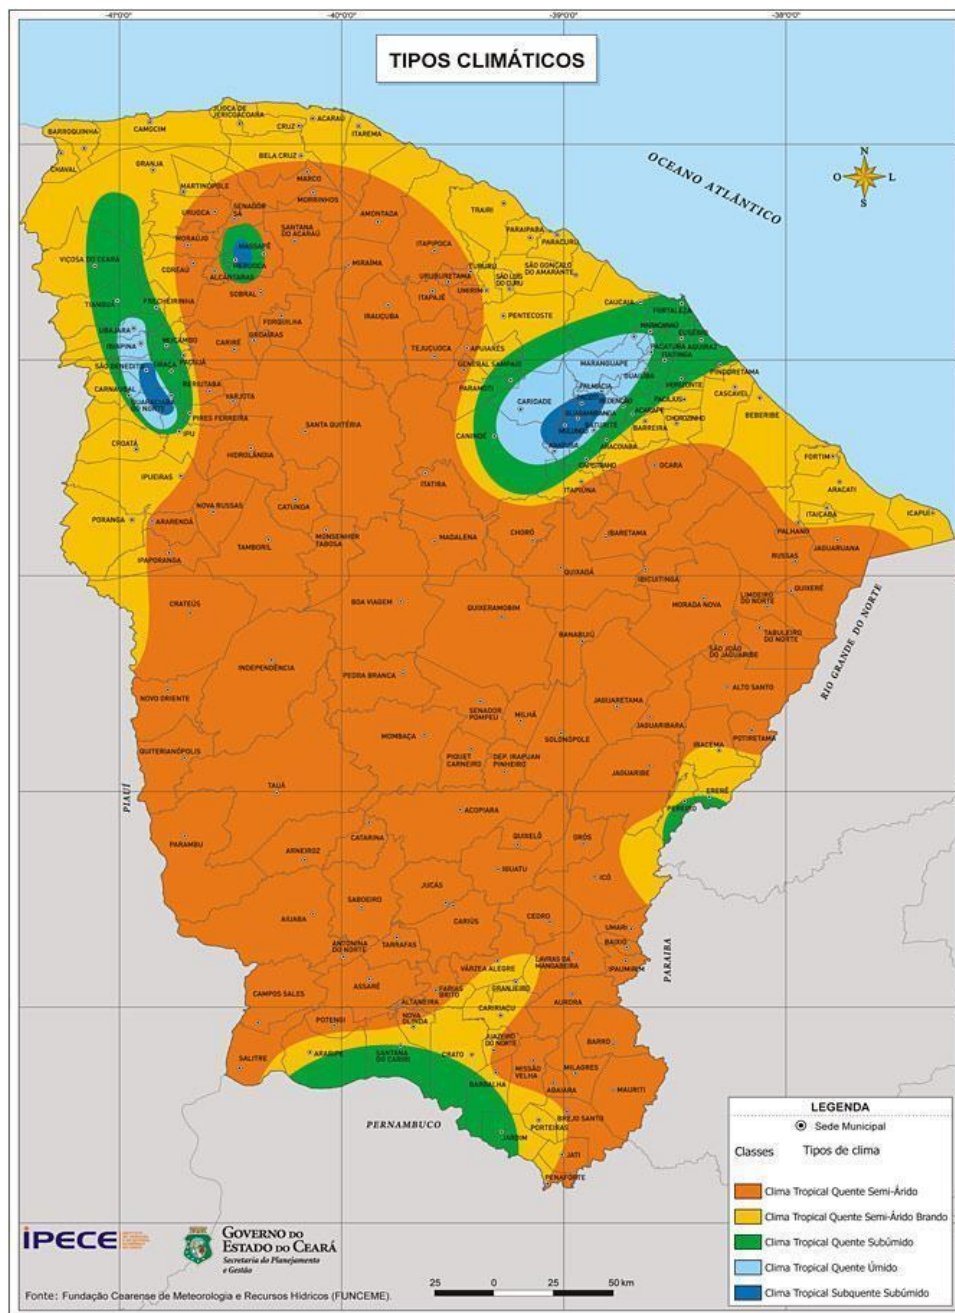 -41°0'0"
-40°0'0"
-39°0'0"
-38°0'0"
TIPOS CLIMÁTICOS
OCEANO ATLÂNTICO
N
O
L
S
JIJOCA DE
JERICOACOARA
ACARAÚ
CRUZ
ITAREMA
BARROQUINHA
CAMOCIM
CHAVAL
GRANJA
BELA CRUZ
MARCO
MARTINÓPOLE
MORRINHOS
URUOCA
SENADOR
SÁ
AMONTADA
TRAIRI
SANTANA
DO ACARAÚ
PARAIPABA
PARACURU
MORAÚJO
MASSAPÊ
ITAPIPOCA
VIÇOSA DO CEARÁ
COREAÚ
MERUOCA
ALCÂNTARAS
MIRAÍMA
TURURU
SÃO GONÇALO
DO AMARANTE
URUBURETAMA
UMIRIM
SÃO LUÍS
DO CURU
TIANGUÁ
FRECHEIRINHA
SOBRAL
ITAPAJÉ
CAUCAIA
FORTALEZA
IRAUÇUBA
PENTECOSTE
FORQUILHA
UBAJARA
MARACANAÚ
EUSÉBIO
IBIAPINA
MUCAMBO
GROAÍRAS
CARIRÉ
TEJUÇUOCA
APUIARÉS
PACATUBA
AQUIRAZ
ITAITINGA
PACUJÁ
GENERAL SAMPAIO
MARANGUAPE
SÃO BENEDITO
GRAÇA
GUAIÚBA
PINDORETAMA
CARNAUBAL
RERIUTABA
PARAMOTI
PALMÁCIA
HORIZONTE
CASCAVEL
GUARACIABA
DO NORTE
VARJOTA
CARIDADE
PACOTI
REDENÇÃO
PACAJUS
BEBERIBE
PIRES FERREIRA
GUARAMIRANGA
ACARAPE
CHOROZINHO
CROATÁ
IPU
SANTA QUITÉRIA
CANINDÉ
MULUNGU
BATURITÉ
BARREIRA
ARATUBA
ARACOIABA
HIDROLÂNDIA
CAPISTRANO
OCARA
FORTIM
IPUEIRAS
ITATIRA
ITAPIÚNA
ARACATI
NOVA RUSSAS
CATUNDA
ITAIÇABA
ICAPUÍ
PORANGA
ARARENDÁ
CHORÓ
IBARETAMA
PALHANO
TAMBORIL
MONSENHOR
TABOSA
MADALENA
JAGUARUANA
IPAPORANGA
RUSSAS
QUIXADÁ
IBICUITINGA
CRATEÚS
BOA VIAGEM
QUIXERAMOBIM
MORADA NOVA
LIMOEIRO
DO NORTE
QUIXERÉ
BANABUIÚ
TABULEIRO
DO NORTE
SÃO JOÃO
DO JAGUARIBE
RIO GRANDE DO NORTE
INDEPENDÊNCIA
PEDRA BRANCA
NOVO ORIENTE
ALTO SANTO
JAGUARETAMA
SENADOR
POMPEU
MILHÃ
JAGUARIBARA
POTIRETAMA
QUITERIANÓPOLIS
MOMBAÇA
SOLONÓPOLE
IRACEMA
PIQUET
CARNEIRO
DEP. IRAPUAN
PINHEIRO
JAGUARIBE
PIAUÍ
TAUÁ
ERERÊ
PEREIRO
ACOPIARA
PARAMBU
CATARINA
QUIXELÔ
ORÓS
ARNEIROZ
IGUATU
ICÓ
JUCÁS
SABOEIRO
AIUABA
CARIÚS
CEDRO
UMARI
ANTONINA
DO NORTE
TARRAFAS
BAIXIO
PARAIBA
VÁRZEA ALEGRE
LAVRAS DA
MANGABEIRA
IPAUMIRIM
CAMPOS SALES
ASSARÉ
FARIAS
BRITO
GRANJEIRO
ALTANEIRA
AURORA
POTENGI
NOVA
OLINDA
CARIRIAÇU
SALITRE
ARARIPE
SANTANA
DO CARIRI
CRATO
JUAZEIRO
DO NORTE
BARRO
MISSÃO
VELHA
MILAGRES
BARBALHA
ABAIARA
MAURITI
PERNAMBUCO
BREJO SANTO
PORTEIRAS
JARDIM
JATI
PENAFORTE
LEGENDA
Sede Municipal
Classes
Tipos de clima
Clima Tropical Quente Semi-Árido
Clima Tropical Quente Semi-Árido Brando
Clima Tropical Quente Subúmido
Clima Tropical Quente Úmido
Clima Tropical Subquente Subúmido
iPECE
GOVERNO DO
ESTADO DO CEARÁ
Secretaria do Planejamento
e Gestão
25
0
25
50 km
Fonte: Fundação Cearense de Meteorologia e Recursos Hídricos (FUNCEME).